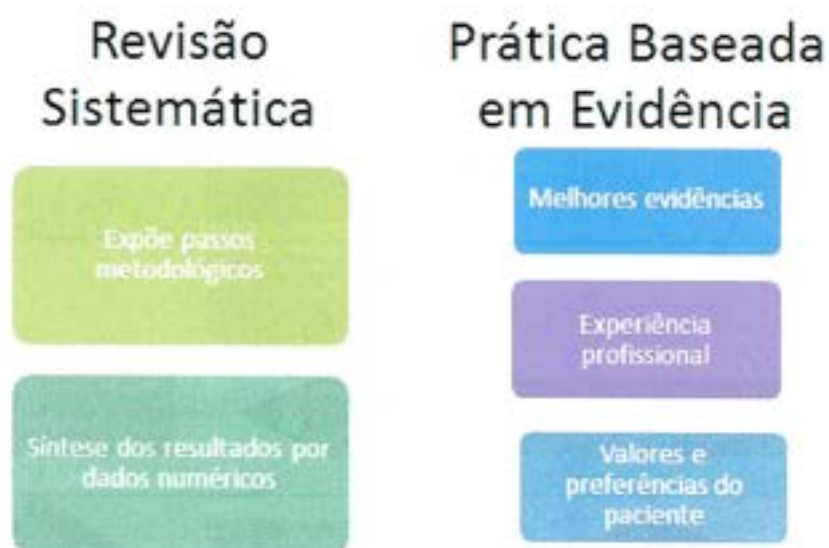 Revisão
Sistemática
Expõe passos
metodológicos
Síntese dos resultados por
dados numéricos
Prática Baseada
em Evidência
Melhores evidências
Experiência
profissional
Valores e
preferências do
paciente